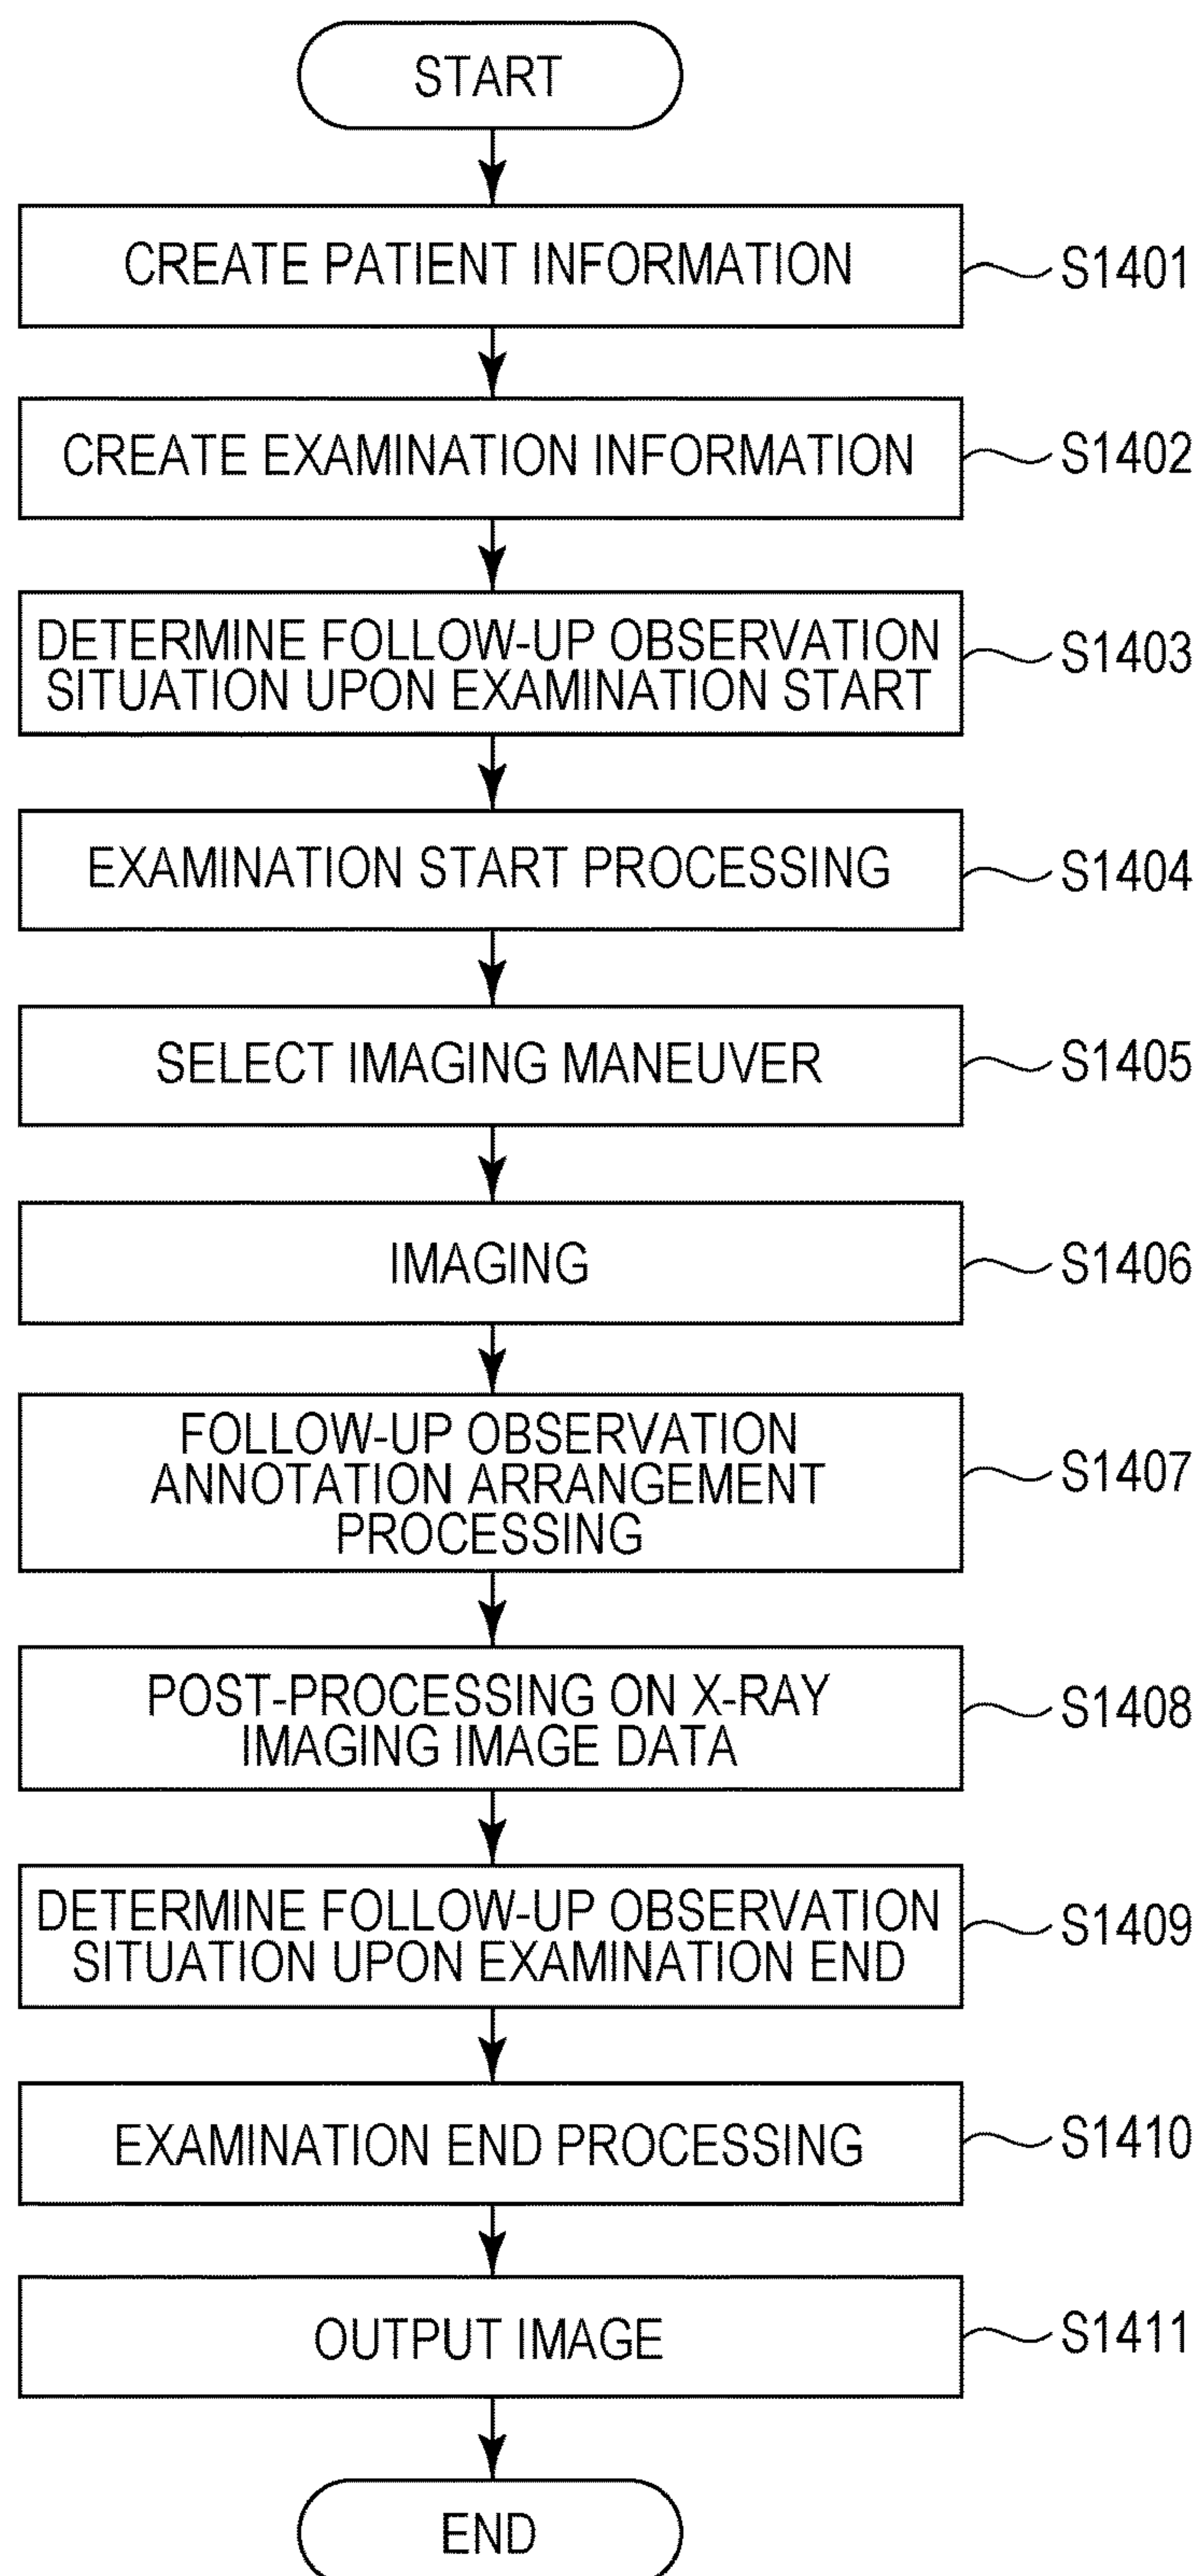 START
CREATE PATIENT INFORMATION
S1401
CREATE EXAMINATION INFORMATION
S1402
DETERMINE FOLLOW-UP OBSERVATION
SITUATION UPON EXAMINATION START
S1403
EXAMINATION START PROCESSING
S1404
SELECT IMAGING MANEUVER
S1405
IMAGING
S1406
FOLLOW-UP OBSERVATION
ANNOTATION ARRANGEMENT
PROCESSING
S1407
POST-PROCESSING ON X-RAY
IMAGING IMAGE DATA
S1408
DETERMINE FOLLOW-UP OBSERVATION
SITUATION UPON EXAMINATION END
S1409
EXAMINATION END PROCESSING
S1410
OUTPUT IMAGE
S1411
END